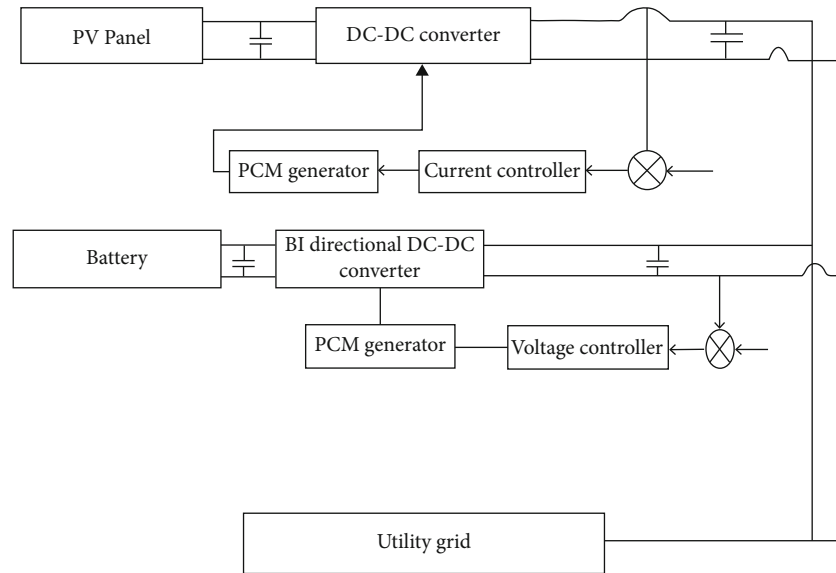 PV Panel
DC-DC converter
PCM generator
Current controller
Battery
BI directional DC-DC
converter
PCM generator
Voltage controller
Utility grid